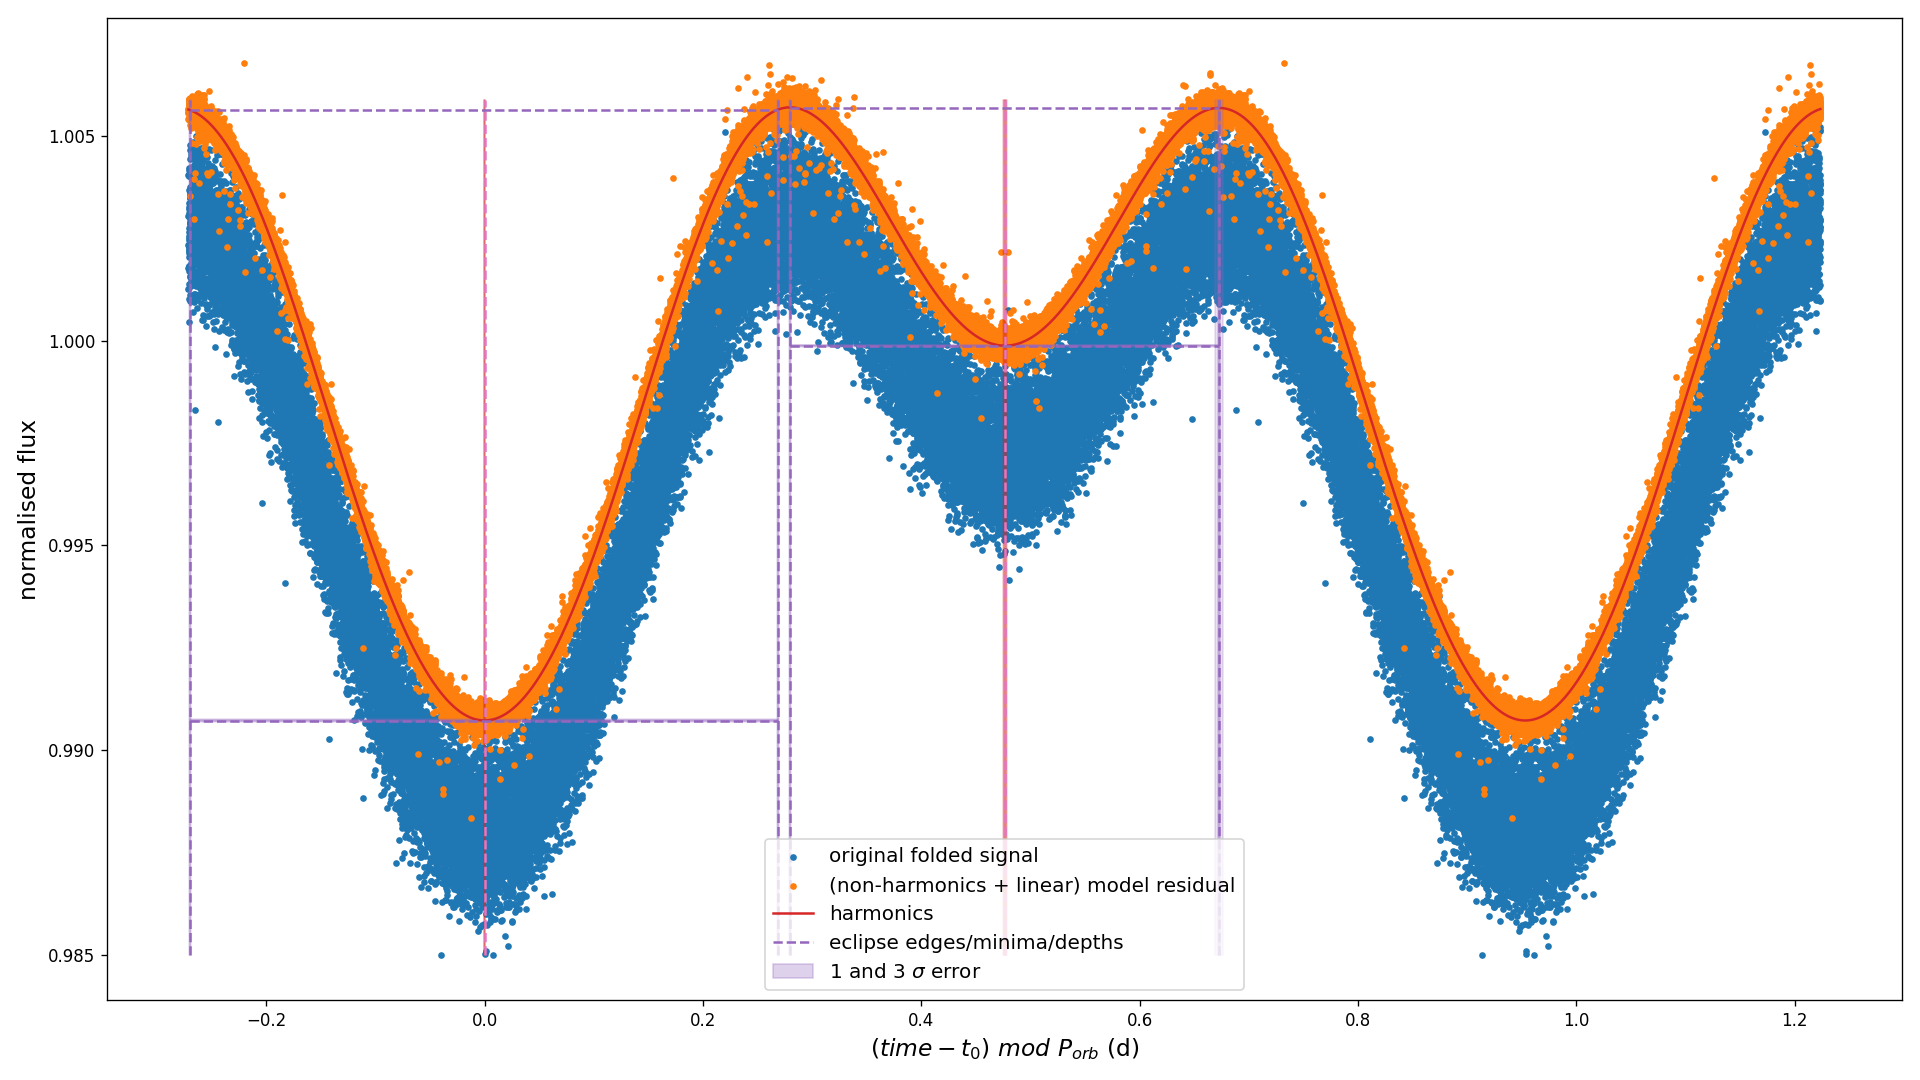 normalised flux
1.005
1.000
0.995
0.990
0.985
original folded signal
(non-harmonics + linear) model residual
harmonics
eclipse edges/minima/depths
1 and 3 σ error
−0.2 0.0 0.2 0.4 0.6 0.8 1.0 1.2
(time − t₀) mod Pₒᵣb (d)